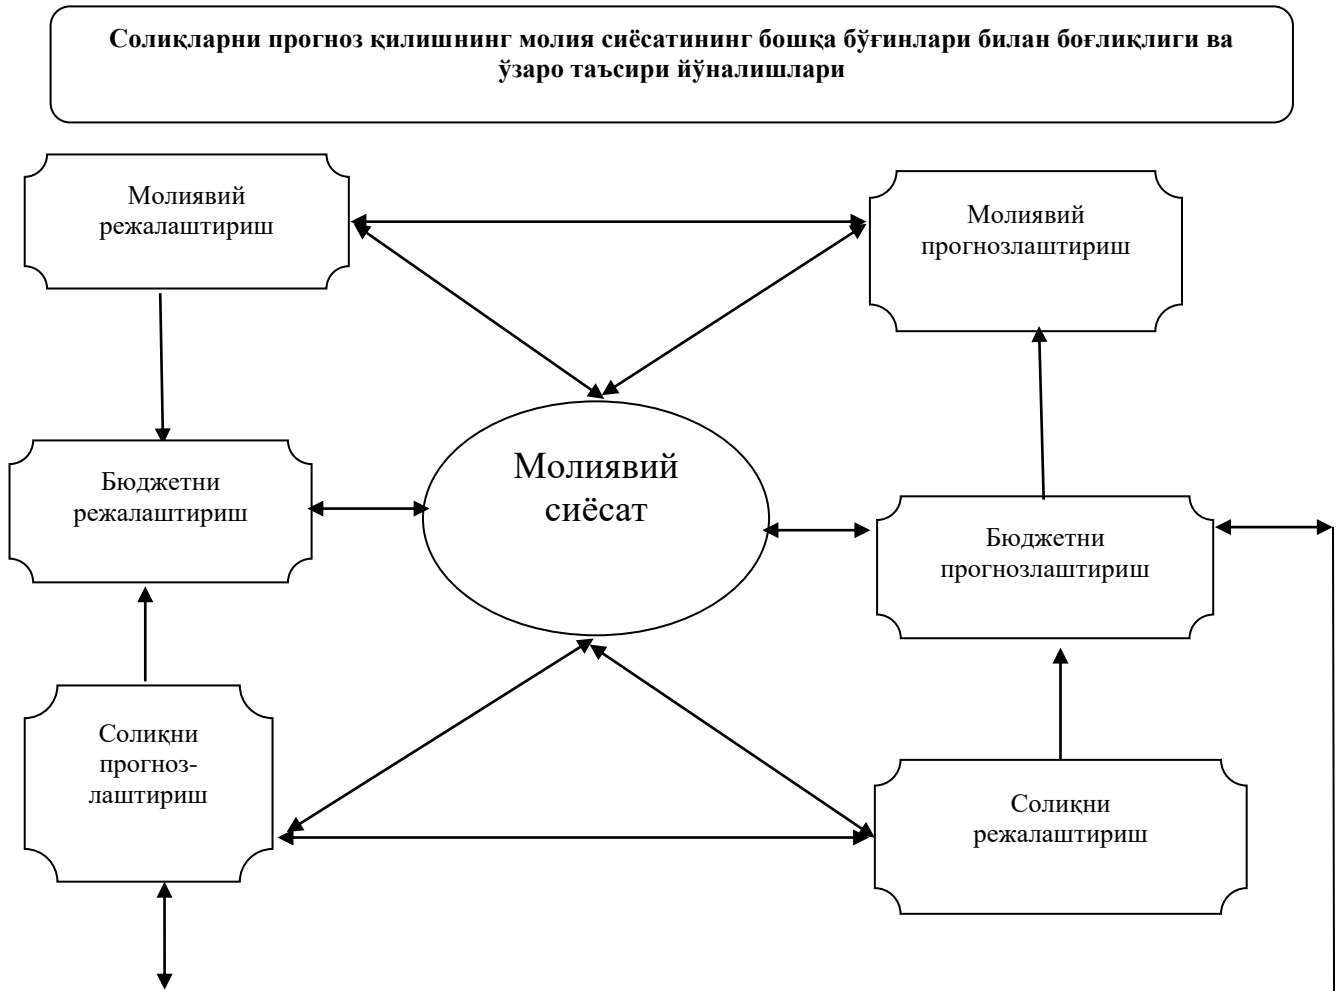 Солиқларни прогноз қилишнинг молия сиёсатининг бошқа бўғинлари билан боғлиқлиги ва
ўзаро таъсири йўналишлари
Молиявий
режалаштириш
Молиявий
прогнозлаштириш
Бюджетни
режалаштириш
Молиявий
сиёсат
Бюджетни
прогнозлаштириш
Солиқни
прогноз-
лаштириш
Солиқни
режалаштириш